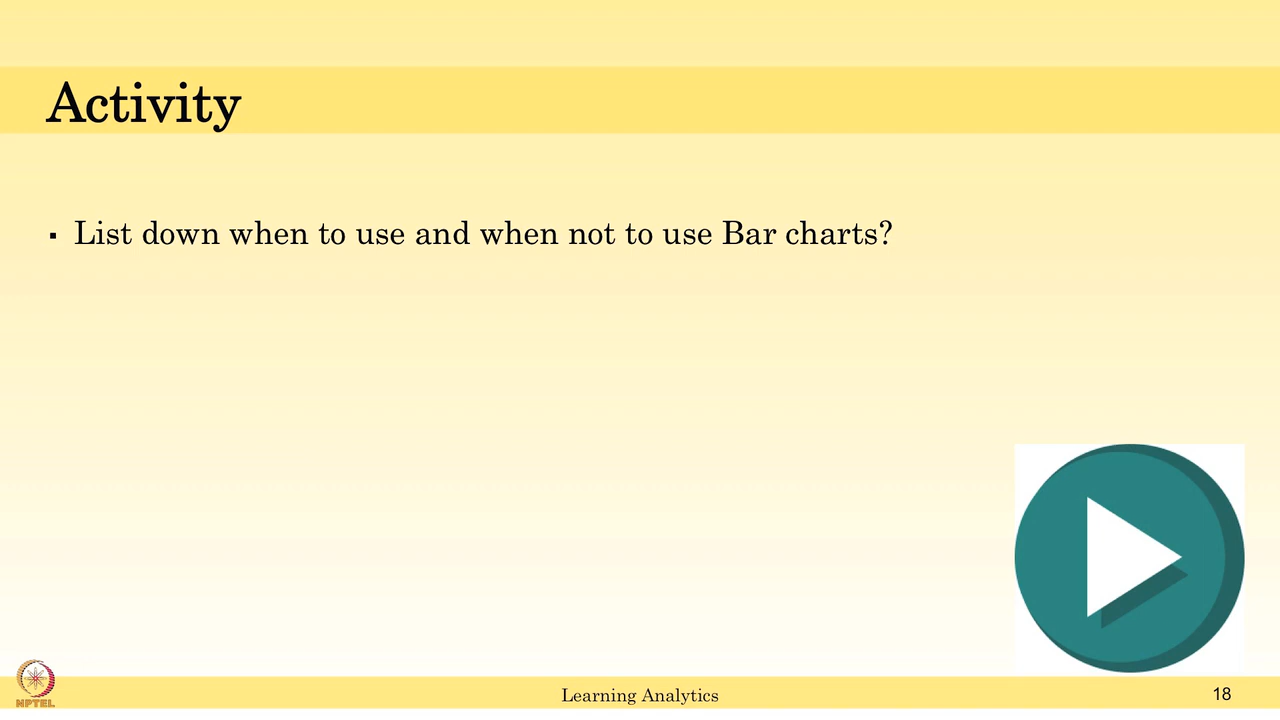 Activity
▪ List down when to use and when not to use Bar charts?
NPTEL
Learning Analytics
18